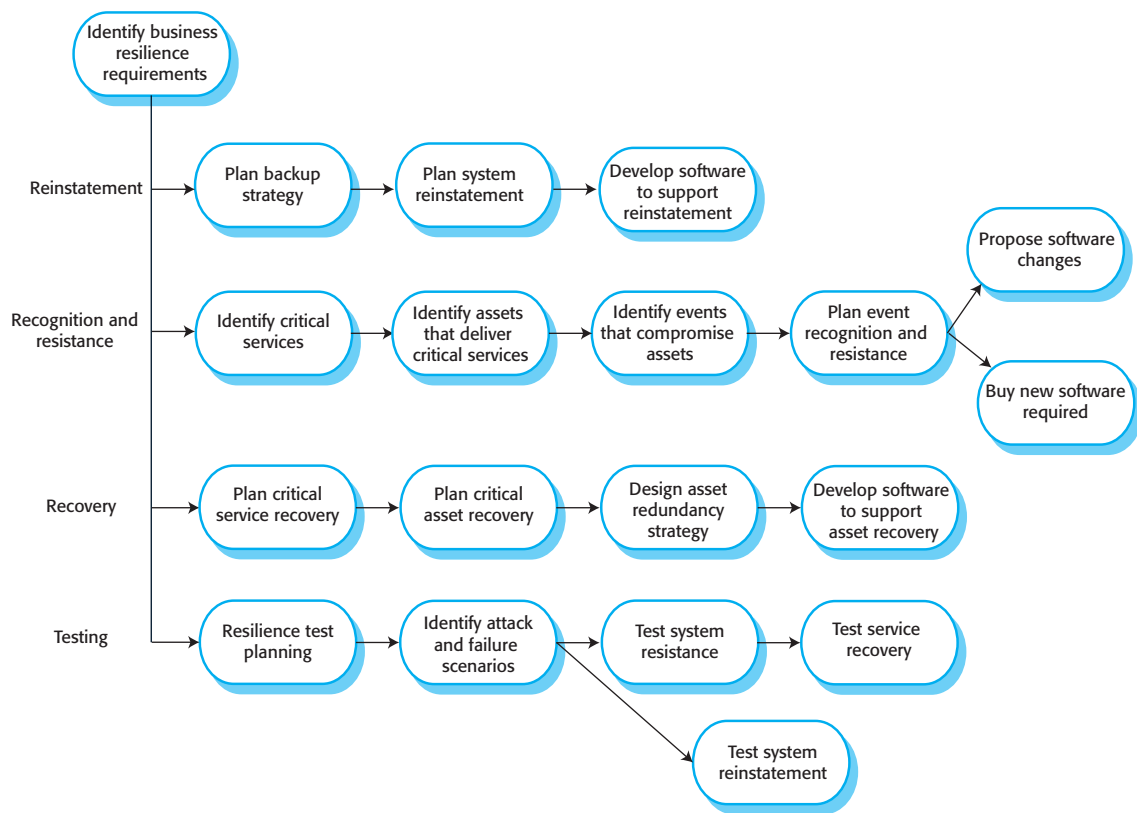 Identify business
resilience
requirements
Reinstatement
Plan backup
strategy
Plan system
reinstatement
Develop software
to support
reinstatement
Propose software
changes
Recognition and
resistance
Identify critical
services
Identify assets
that deliver
critical services
Identify events
that compromise
assets
Plan event
recognition and
resistance
Buy new software
required
Recovery
Plan critical
service recovery
Plan critical
asset recovery
Design asset
redundancy
strategy
Develop software
to support
asset recovery
Testing
Resilience test
planning
Identify attack
and failure
scenarios
Test system
resistance
Test service
recovery
Test system
reinstatement